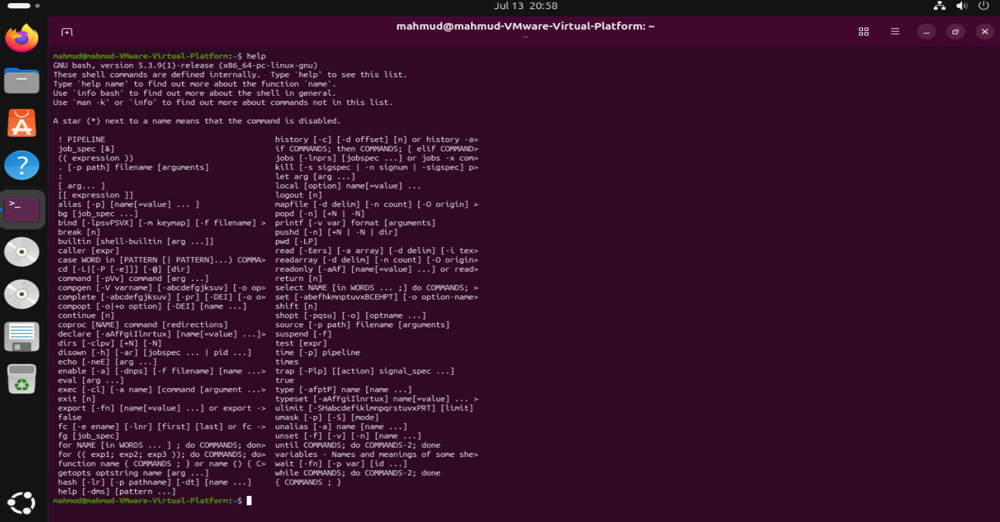 Jul 13 20:58
mahmud@mahmud-VMware-Virtual-Platform: ~
~
mahmud@mahmud-VMware-Virtual-Platform:~$ help
GNU bash, version 5.3.9(1)-release (x86_64-pc-linux-gnu)
These shell commands are defined internally.  Type `help' to see this list.
Type `help name' to find out more about the function `name'.
Use `info bash' to find out more about the shell in general.
Use `man -k' or `info' to find out more about commands not in this list.
A star (*) next to a name means that the command is disabled.
! PIPELINE                                    history [-c] [-d offset] [n] or history -a>
job_spec [&]                                  if COMMANDS; then COMMANDS; [ elif COMMAND>
(( expression ))                              jobs [-lnprs] [jobspec ...] or jobs -x com>
. [-p path] filename [arguments]              kill [-s sigspec | -n signum | -sigspec] p>
:                                             let arg [arg ...]
[ arg... ]                                    local [option] name[=value] ...
[[ expression ]]                              logout [n]
alias [-p] [name[=value] ... ]                mapfile [-d delim] [-n count] [-O origin] >
bg [job_spec ...]                             popd [-n] [+N | -N]
bind [-lpsvPSVX] [-m keymap] [-f filename] >  printf [-v var] format [arguments]
break [n]                                     pushd [-n] [+N | -N | dir]
builtin [shell-builtin [arg ...]]             pwd [-LP]
caller [expr]                                 read [-Eers] [-a array] [-d delim] [-i tex>
case WORD in [PATTERN [| PATTERN]...) COMMA>  readarray [-d delim] [-n count] [-O origin>
cd [-L|[-P [-e]]] [-@] [dir]                  readonly [-aAf] [name[=value] ...] or read>
command [-pVv] command [arg ...]              return [n]
compgen [-V varname] [-abcdefgjksuv] [-o op>  select NAME [in WORDS ... ;] do COMMANDS; >
complete [-abcdefgjksuv] [-pr] [-DEI] [-o o>  set [-abefhkmnptuvxBCEHPT] [-o option-name>
compopt [-o|+o option] [-DEI] [name ...]      shift [n]
continue [n]                                  shopt [-pqsu] [-o] [optname ...]
coproc [NAME] command [redirections]          source [-p path] filename [arguments]
declare [-aAfFgiIlnrtux] [name[=value] ...]>  suspend [-f]
dirs [-clpv] [+N] [-N]                        test [expr]
disown [-h] [-ar] [jobspec ... | pid ...]     time [-p] pipeline
echo [-neE] [arg ...]                         times
enable [-a] [-dnps] [-f filename] [name ...>  trap [-Plp] [[action] signal_spec ...]
eval [arg ...]                                true
exec [-cl] [-a name] [command [argument ...>  type [-afptP] name [name ...]
exit [n]                                      typeset [-aAfFgiIlnrtux] name[=value] ... >
export [-fn] [name[=value] ...] or export ->  ulimit [-SHabcdefiklmnpqrstuvxPRT] [limit]
false                                         umask [-p] [-S] [mode]
fc [-e ename] [-lnr] [first] [last] or fc ->  unalias [-a] name [name ...]
fg [job_spec]                                 unset [-f] [-v] [-n] [name ...]
for NAME [in WORDS ... ] ; do COMMANDS; don>  until COMMANDS; do COMMANDS-2; done
for (( exp1; exp2; exp3 )); do COMMANDS; do>  variables - Names and meanings of some she>
function name { COMMANDS ; } or name () { C>  wait [-fn] [-p var] [id ...]
getopts optstring name [arg ...]              while COMMANDS; do COMMANDS-2; done
hash [-lr] [-p pathname] [-dt] [name ...]     { COMMANDS ; }
help [-dms] [pattern ...]
mahmud@mahmud-VMware-Virtual-Platform:~$